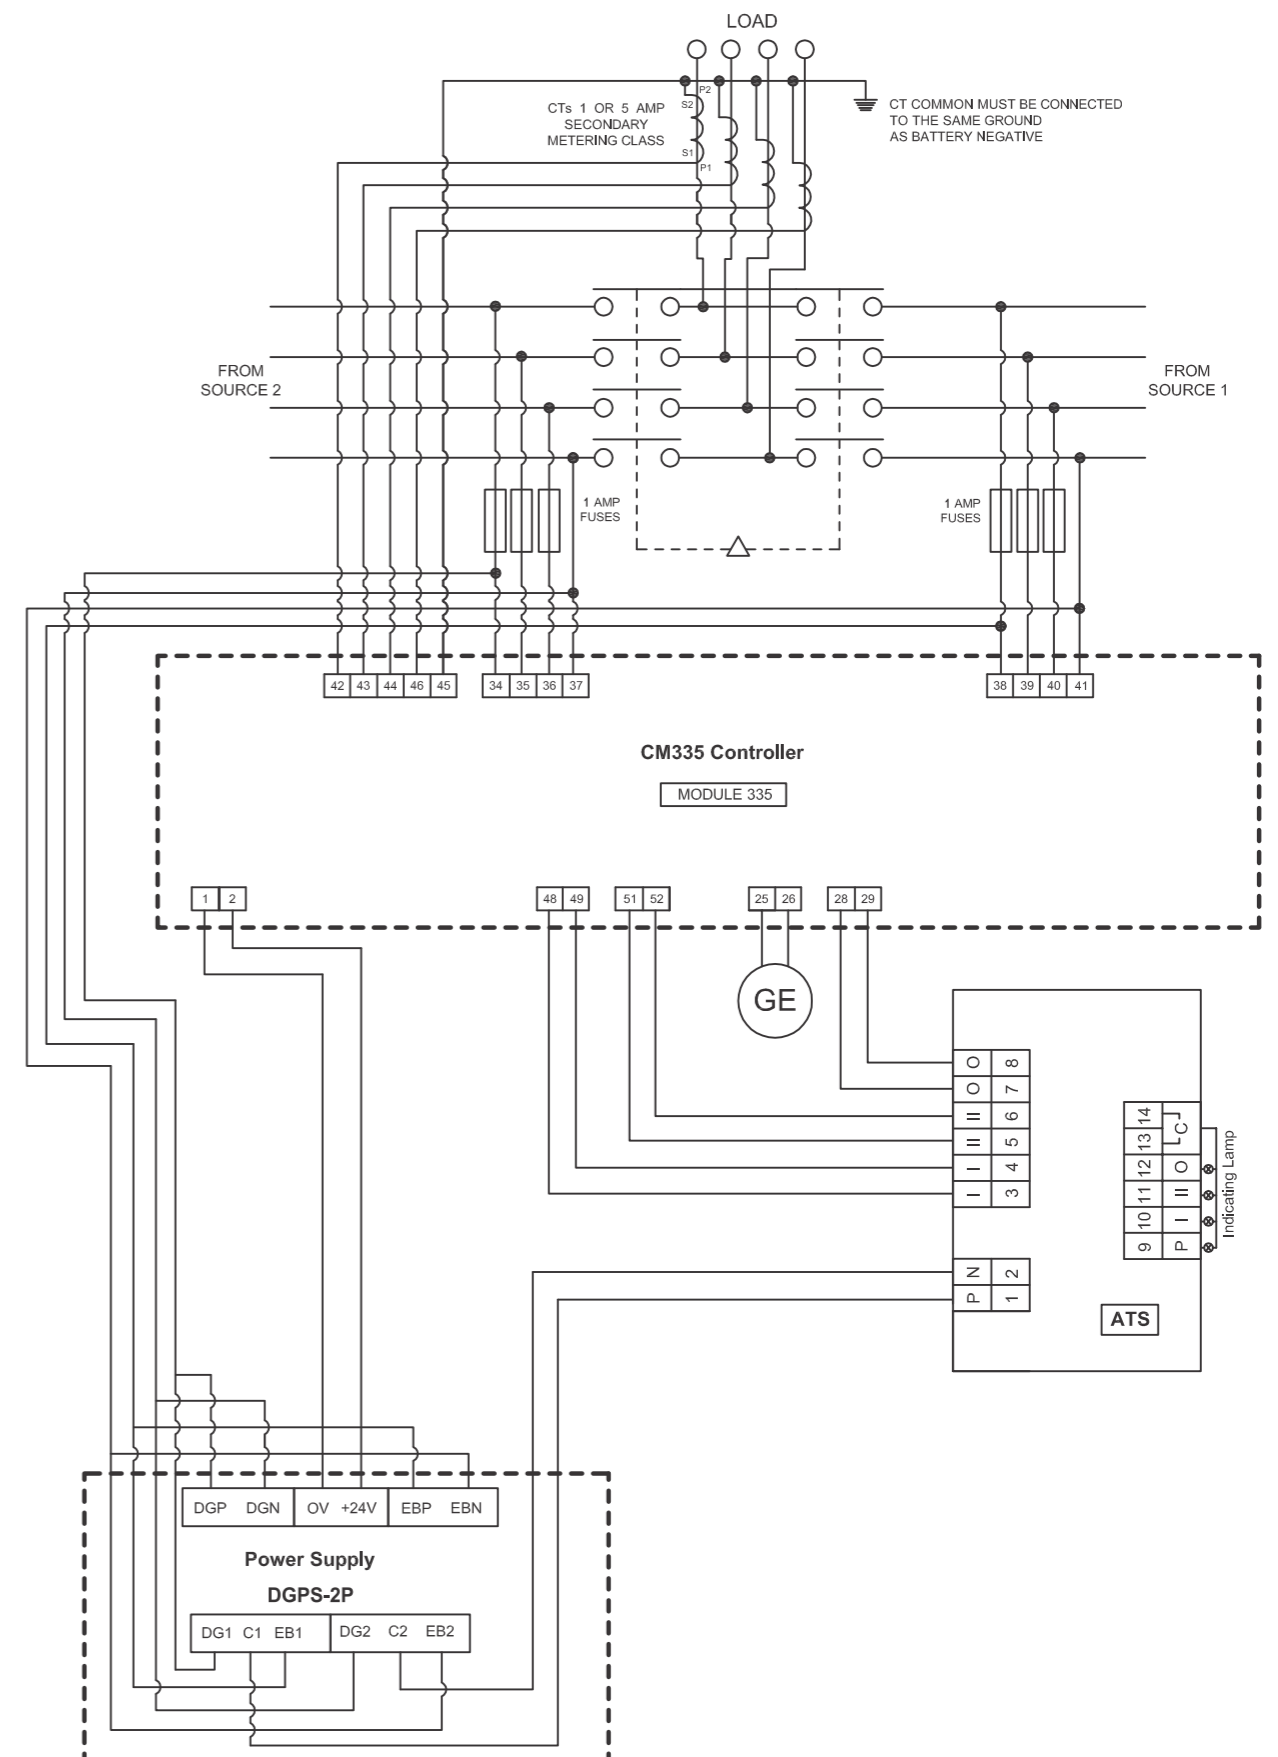 LOAD
P2
S2
CTs 1 OR 5 AMP
SECONDARY
METERING CLASS
S1
P1
CT COMMON MUST BE CONNECTED
TO THE SAME GROUND
AS BATTERY NEGATIVE
FROM
SOURCE 2
FROM
SOURCE 1
1 AMP
FUSES
1 AMP
FUSES
42 43 44 46 45 34 35 36 37 38 39 40 41
CM335 Controller
MODULE 335
1 2 48 49 51 52 25 26 28 29
GE
O 8
O 7
II 6
II 5
I 4
I 3
N 2
P 1
14
13
C
12 O
11 II
10 I
9 P
Indicating Lamp
ATS
DGP DGN OV +24V EBP EBN
Power Supply
DGPS-2P
DG1 C1 EB1 DG2 C2 EB2